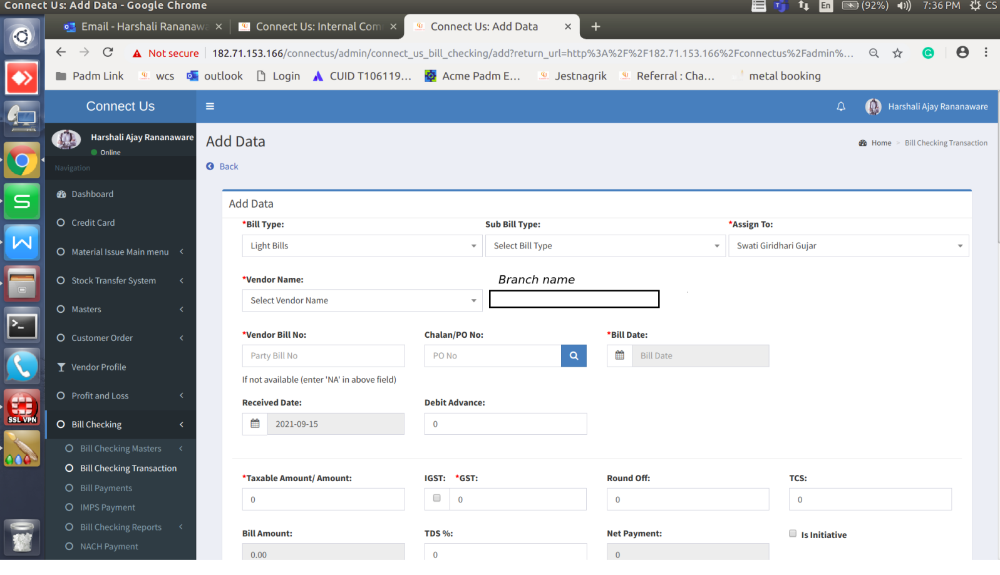 Connect Us: Add Data - Google Chrome
En
(92%)
7:36 PM
CS
Email - Harshali Rananawa
Connect Us: Internal Com
Connect Us: Add Data
Not secure
182.71.153.166/connectus/admin/connect_us_bill_checking/add?return_url=http%3A%2F%2F182.71.153.166%2Fconnectus%2Fadmin%...
Padm Link
wcs
outlook
Login
CUID T106119...
Acme Padm E...
Jestnagrik
Referral : Cha...
metal booking
Connect Us
Harshali Ajay Rananaware
Harshali Ajay Rananaware
Online
Navigation
Dashboard
Credit Card
Material Issue Main menu
Stock Transfer System
Masters
Customer Order
Vendor Profile
Profit and Loss
Bill Checking
Bill Checking Masters
Bill Checking Transaction
Bill Payments
IMPS Payment
Bill Checking Reports
NACH Payment
SSL VPN
Add Data
Home > Bill Checking Transaction
Back
Add Data
*Bill Type:
Light Bills
Sub Bill Type:
Select Bill Type
*Assign To:
Swati Giridhari Gujar
*Vendor Name:
Select Vendor Name
Branch name
*Vendor Bill No:
Party Bill No
If not available (enter 'NA' in above field)
Chalan/PO No:
PO No
*Bill Date:
Bill Date
Received Date:
2021-09-15
Debit Advance:
0
*Taxable Amount/ Amount:
0
IGST: *GST:
0
Round Off:
0
TCS:
0
Bill Amount:
0.00
TDS %:
0
Net Payment:
0
Is Initiative